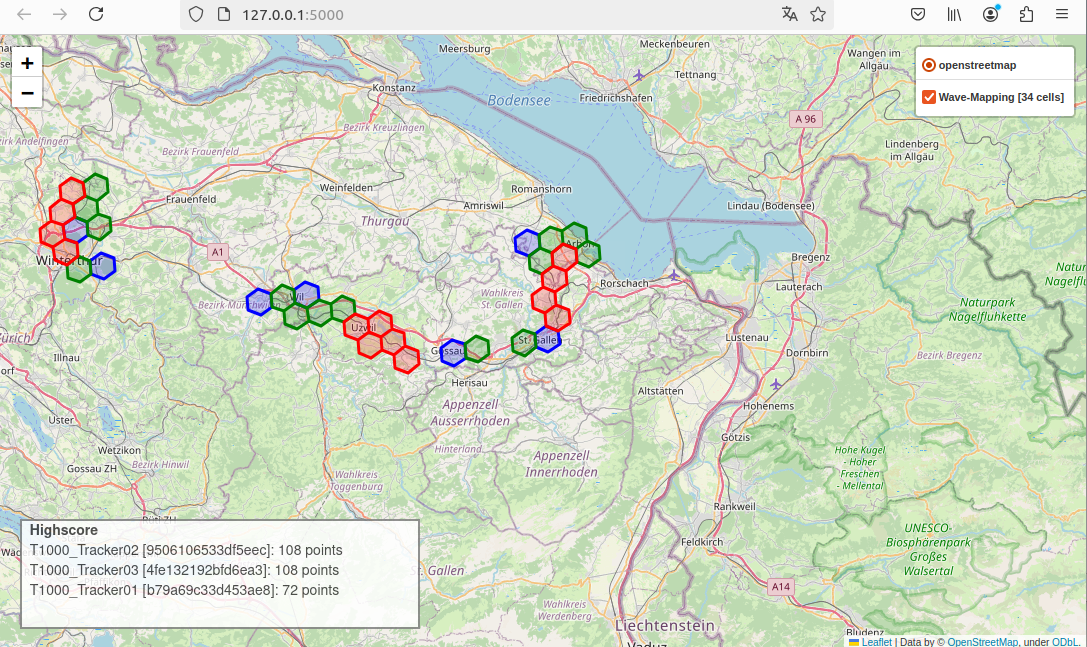 127.0.0.1:5000
+
−
openstreetmap
Wave-Mapping [34 cells]
Meersburg
Meckenbeuren
Wangen im
Allgäu
Tettnang
Konstanz
Bodensee
Friedrichshafen
A 96
Bezirk Kreuzlingen
Bezirk Frauenfeld
Lindenberg
im Allgäu
Weinfelden
Romanshorn
Frauenfeld
Amriswil
Lindau (Bodensee)
Thurgau
Arbon
A1
Bregenz
Winterthur
Rorschach
Lauterach
Wahlkreis
St. Gallen
Wil
Bezirk Münchwilen
Naturpark
Nagelfluhkette
Uzwil
Lustenau
St. Gallen
Gossau
Dornbirn
Bezirk Bregenz
Illnau
Herisau
Altstätten
Hohenems
Appenzell
Ausserrhoden
Uster
Götzis
Wetzikon
Hinterland
Gossau ZH
Bezirk Hinwil
Appenzell
Innerrhoden
Hohe Kugel
- Hoher
Freschen
- Mellental
Wahlkreis
Toggenburg
Rankweil
Highscore
T1000_Tracker02 [9506106533df5eec]: 108 points
T1000_Tracker03 [4fe132192bfd6ea3]: 108 points
T1000_Tracker01 [b79a69c33d453ae8]: 72 points
UNESCO-
Biosphärenpark
Großes
Walsertal
Feldkirch
St. Gallen
A14
Wahlkreis
Werdenberg
Liechtenstein
Bludenz
Vaduz
Leaflet | Data by © OpenStreetMap, under ODbL.